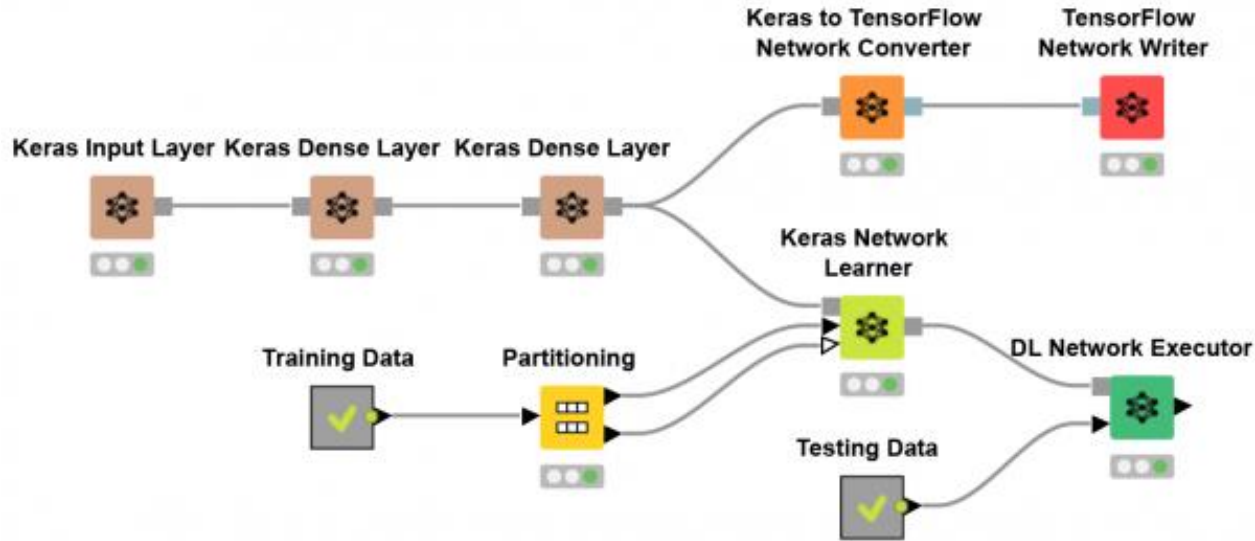 Keras to TensorFlow
Network Converter
TensorFlow
Network Writer
Keras Input Layer
Keras Dense Layer
Keras Dense Layer
Keras Network
Learner
Training Data
Partitioning
DL Network Executor
Testing Data